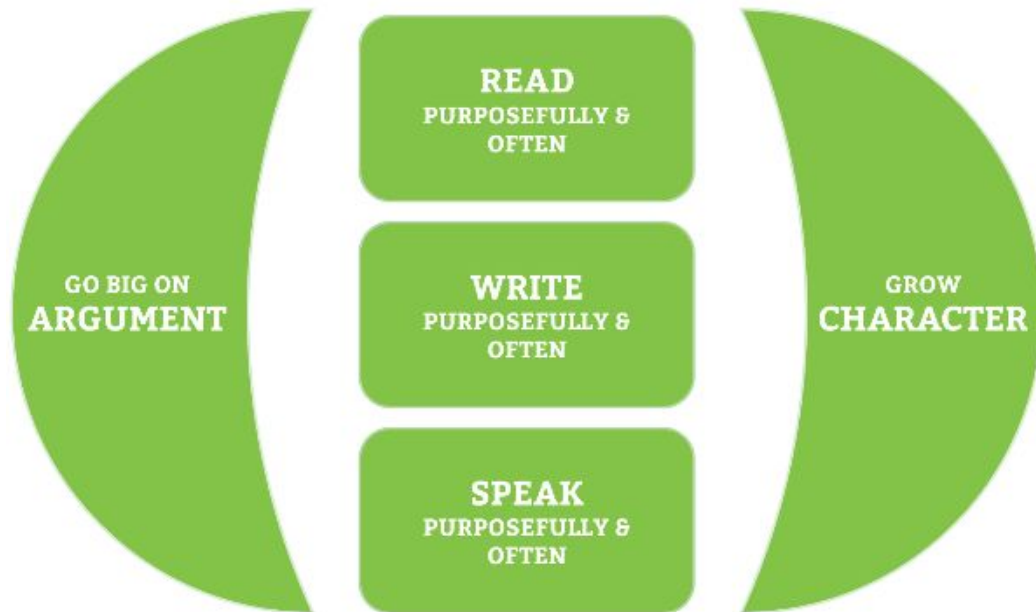 GO BIG ON
ARGUMENT
READ
PURPOSEFULLY &
OFTEN
WRITE
PURPOSEFULLY &
OFTEN
SPEAK
PURPOSEFULLY &
OFTEN
GROW
CHARACTER